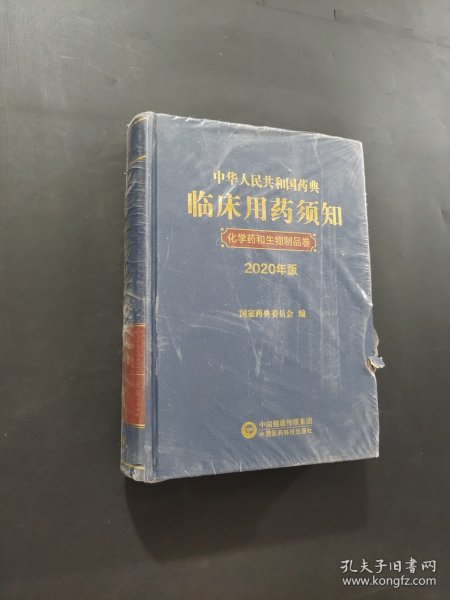 中华人民共和国药典
临床用药须知
化学药和生物制品卷
2020年版
国家药典委员会 编
中国健康传媒集团
中国医药科技出版社
孔夫子旧书网
www.kongfz.com